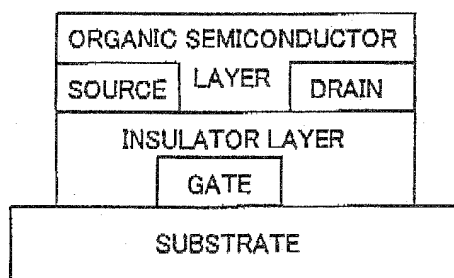 ORGANIC SEMICONDUCTOR
SOURCE LAYER DRAIN
INSULATOR LAYER
GATE
SUBSTRATE